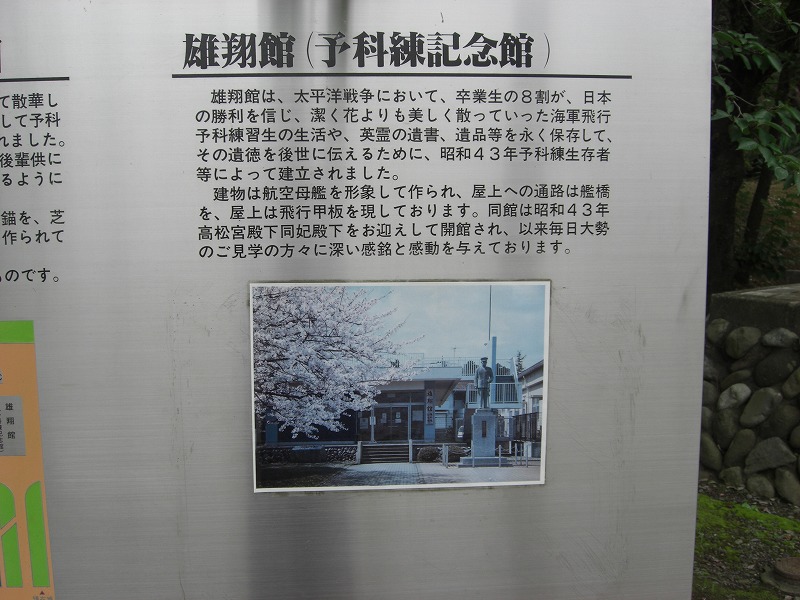 て散華し
して予科
れました。
後輩供に
るように
錨を、芝
作られて
ものです。
雄翔館
雄翔館(予科練記念館)
雄翔館は、太平洋戦争において、卒業生の8割が、日本
の勝利を信じ、潔く花よりも美しく散っていった海軍飛行
予科練習生の生活や、英霊の遺書、遺品等を永く保存して、
その遺徳を後世に伝えるために、昭和43年予科練生存者
等によって建立されました。
建物は航空母艦を形象して作られ、屋上への通路は艦橋
を、屋上は飛行甲板を現しております。同館は昭和43年
高松宮殿下同妃殿下をお迎えして開館され、以来毎日大勢
のご見学の方々に深い感銘と感動を与えております。